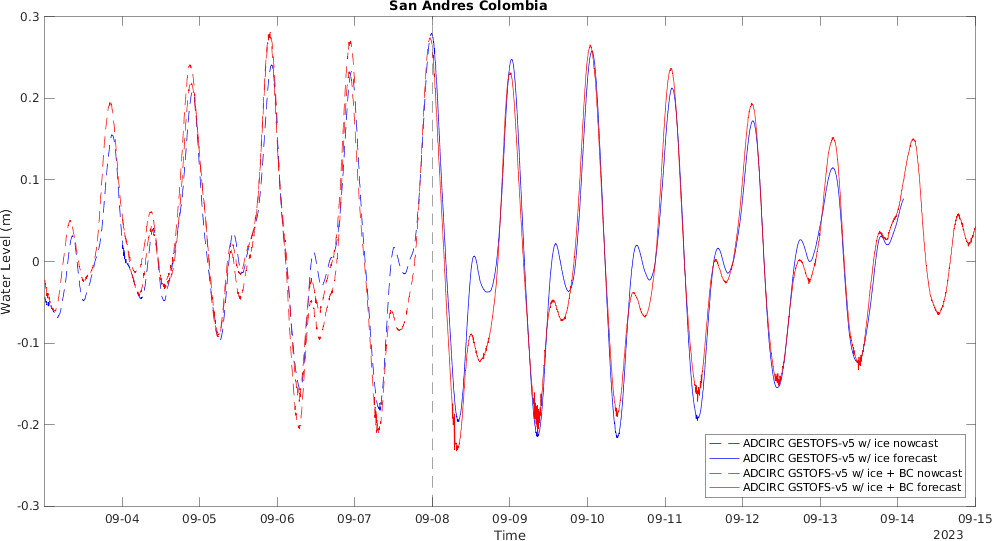 San Andres Colombia
Water Level (m)
0.3
0.2
0.1
0
-0.1
-0.2
-0.3
ADCIRC GESTOFS-v5 w/ ice nowcast
ADCIRC GESTOFS-v5 w/ ice forecast
ADCIRC GSTOFS-v5 w/ ice + BC nowcast
ADCIRC GSTOFS-v5 w/ ice + BC forecast
09-04 09-05 09-06 09-07 09-08 09-09 09-10 09-11 09-12 09-13 09-14 09-15
Time
2023